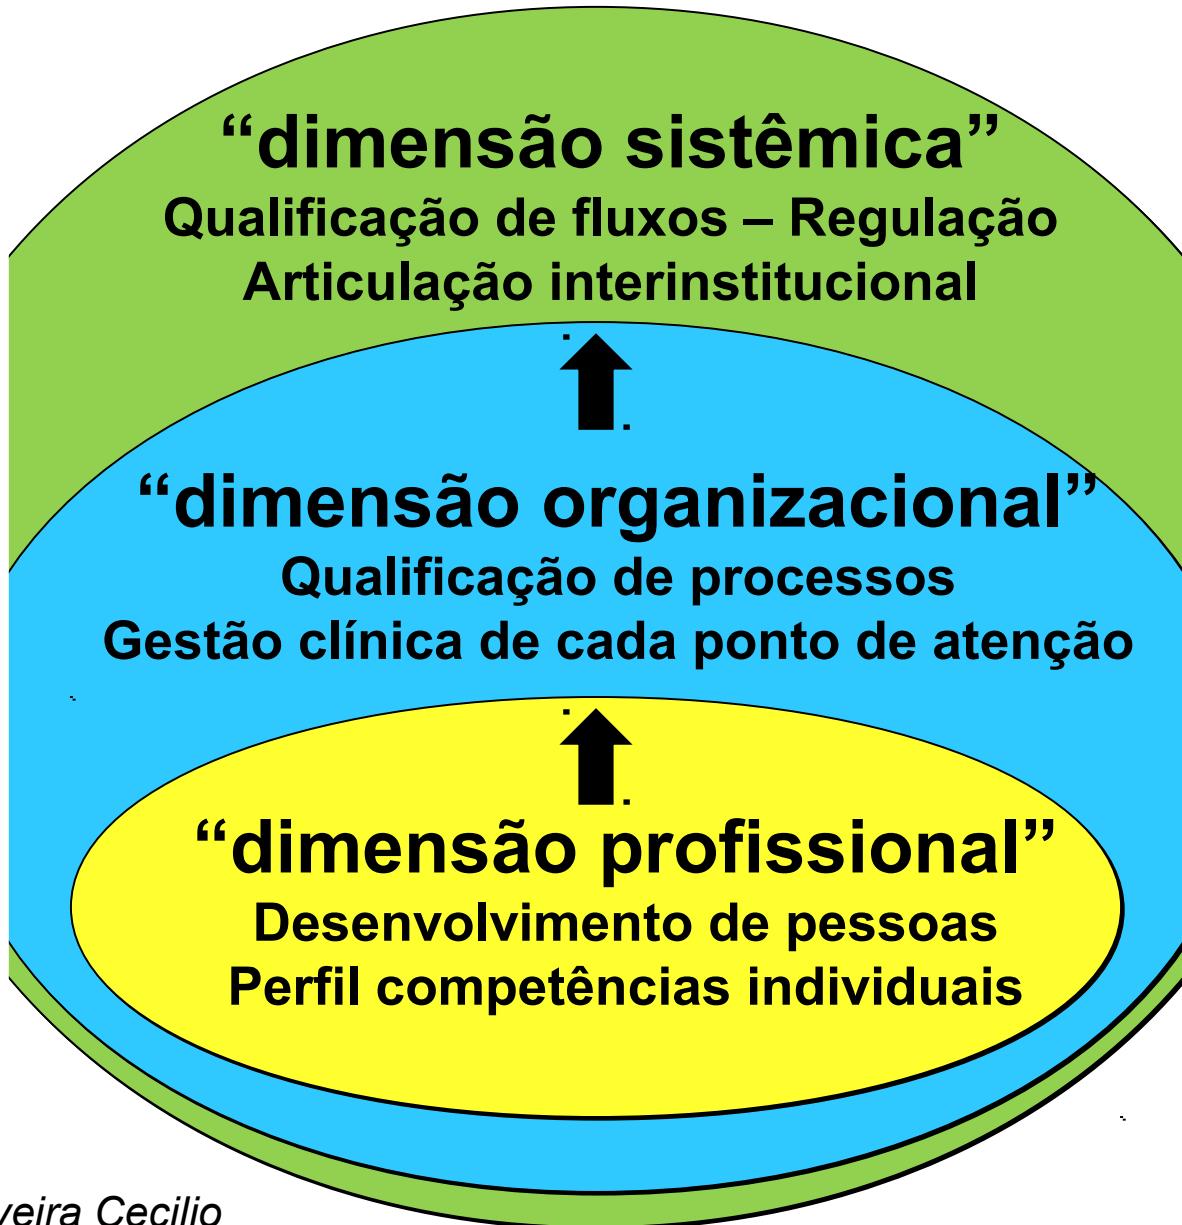 “dimensão sistêmica”
Qualificação de fluxos – Regulação
Articulação interinstitucional
“dimensão organizacional”
Qualificação de processos
Gestão clínica de cada ponto de atenção
“dimensão profissional”
Desenvolvimento de pessoas
Perfil competências individuais
Cecilio